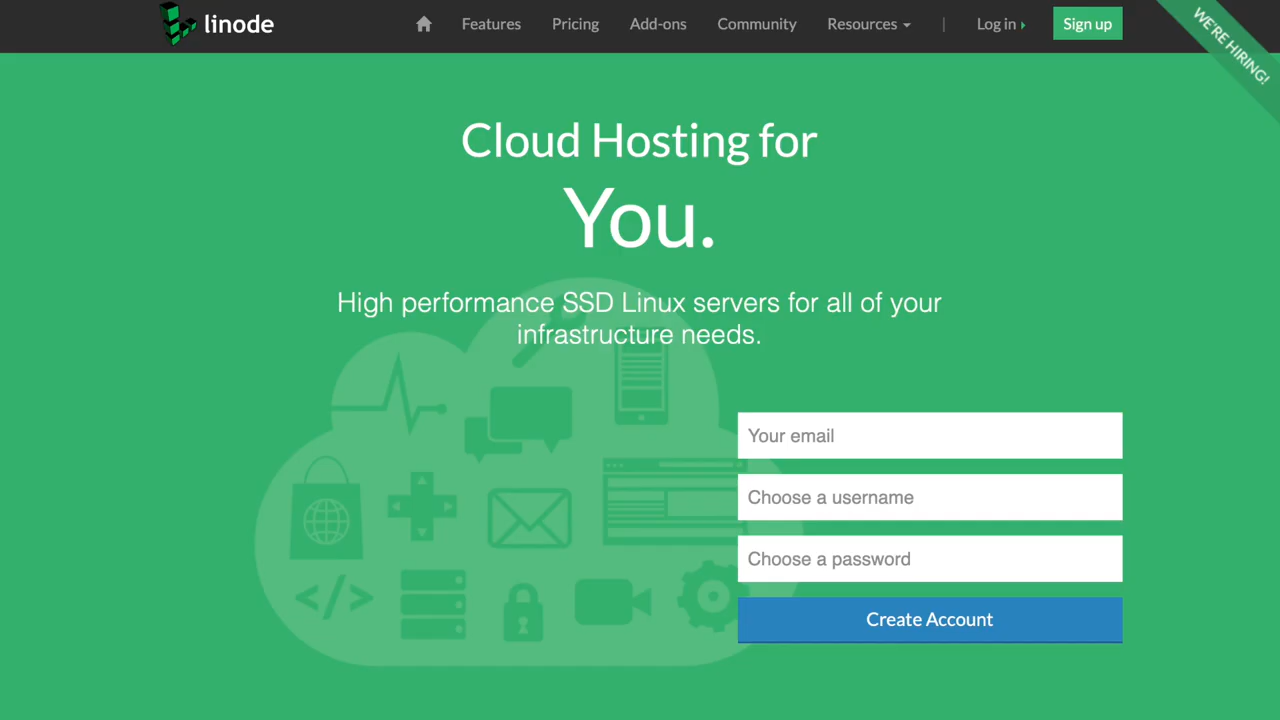 linode
Features
Pricing
Add-ons
Community
Resources
|
Log in
Sign up
WE'RE HIRING!
Cloud Hosting for
You.
High performance SSD Linux servers for all of your
infrastructure needs.
Your email
Choose a username
Choose a password
Create Account